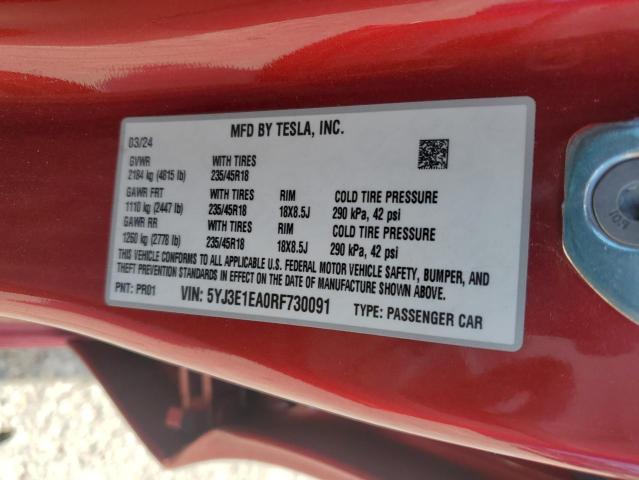 MFD BY TESLA, INC.
03/24
GVWR WITH TIRES
2184 kg (4815 lb) 235/45R18
GAWR FRT WITH TIRES RIM COLD TIRE PRESSURE
1110 kg (2447 lb) 235/45R18 18X8.5J 290 kPa, 42 psi
GAWR RR WITH TIRES RIM COLD TIRE PRESSURE
1260 kg (2778 lb) 235/45R18 18X8.5J 290 kPa, 42 psi
THIS VEHICLE CONFORMS TO ALL APPLICABLE U.S. FEDERAL MOTOR VEHICLE SAFETY, BUMPER, AND
THEFT PREVENTION STANDARDS IN EFFECT ON THE DATE OF MANUFACTURE SHOWN ABOVE.
PNT: PR01 VIN: 5YJ3E1EA0RF730091 TYPE: PASSENGER CAR
10.9